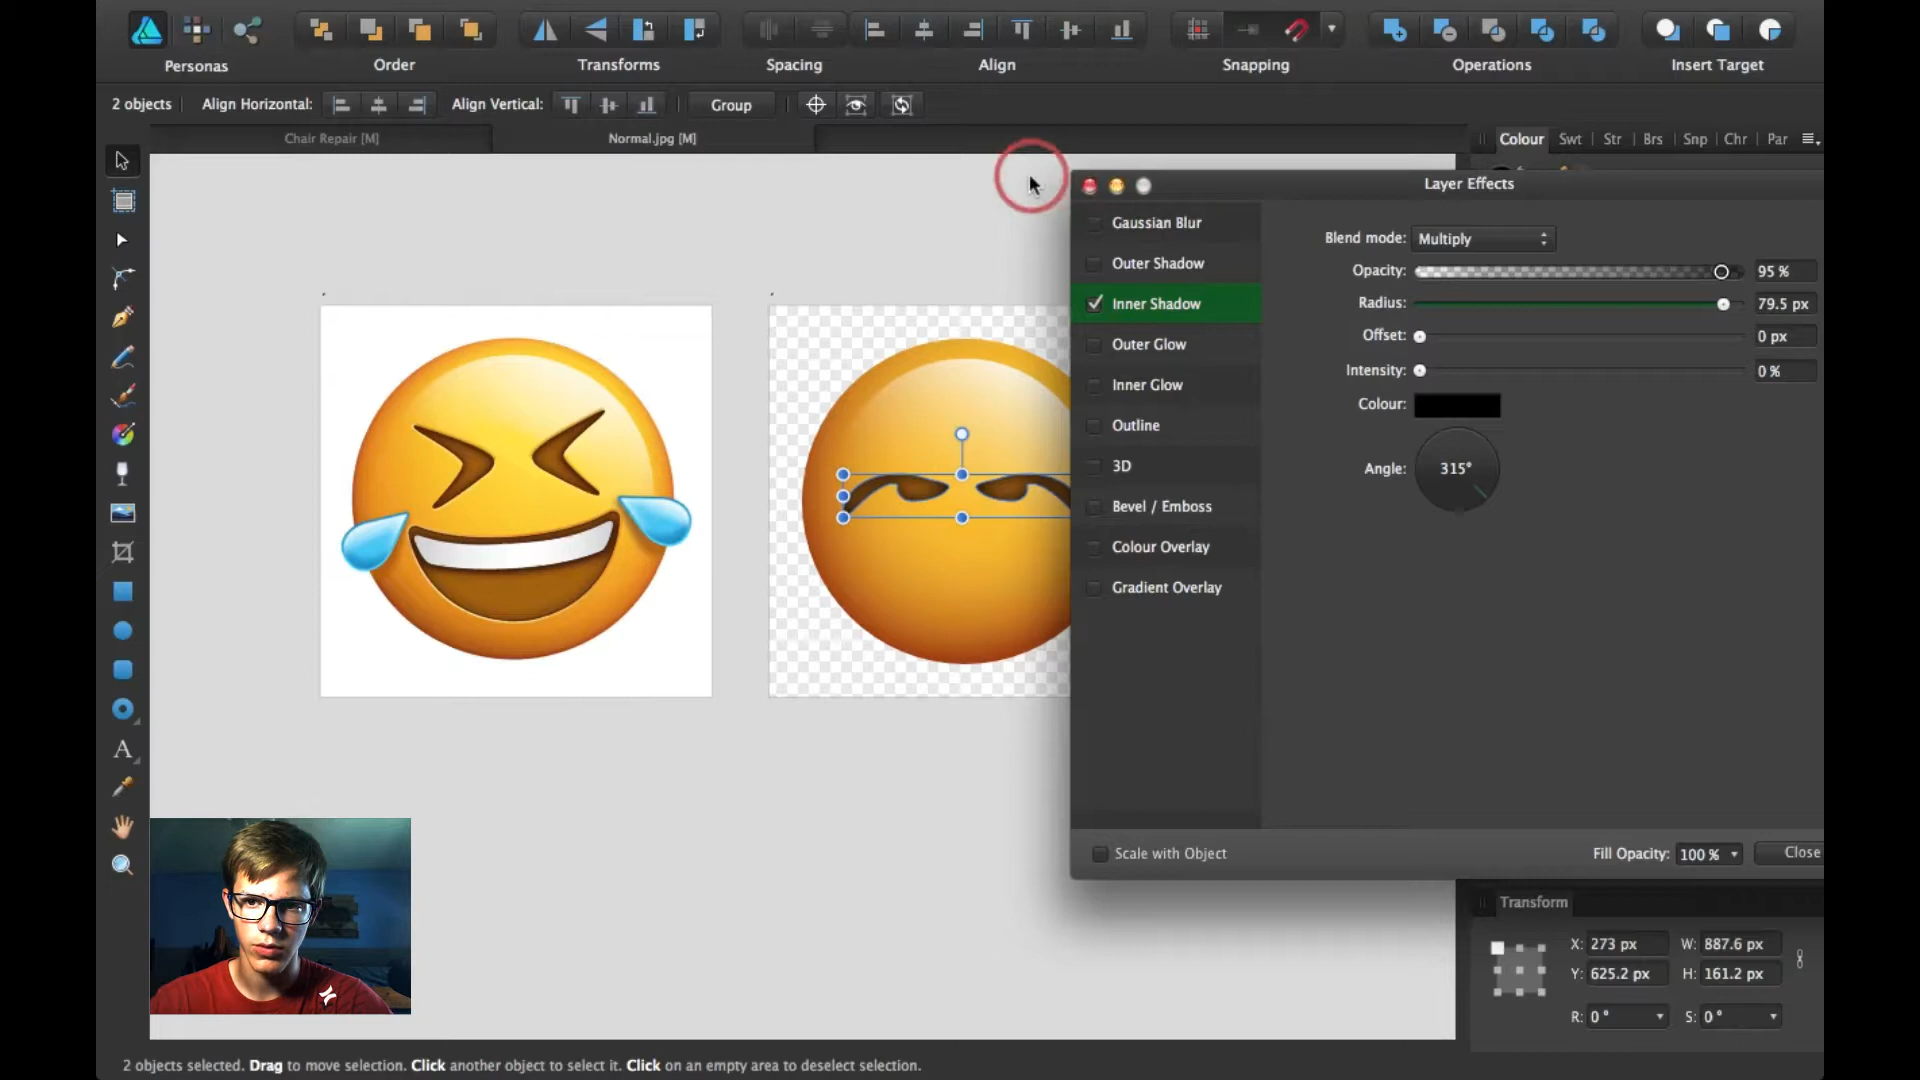 Personas
Order
Transforms
Spacing
Align
Snapping
Operations
Insert Target
2 objects
Align Horizontal:
Align Vertical:
Group
Chair Repair [M]
Normal.jpg [M]
Colour
Swt
Str
Brs
Snp
Chr
Par
Layer Effects
Gaussian Blur
Outer Shadow
Inner Shadow
Outer Glow
Inner Glow
Outline
3D
Bevel / Emboss
Colour Overlay
Gradient Overlay
Blend mode: Multiply
Opacity: 95 %
Radius: 79.5 px
Offset: 0 px
Intensity: 0 %
Colour:
Angle: 315°
A
Scale with Object
Fill Opacity: 100 %
Close
Transform
X: 273 px W: 887.6 px
Y: 625.2 px H: 161.2 px
R: 0 ° S: 0 °
2 objects selected. Drag to move selection. Click another object to select it. Click on an empty area to deselect selection.